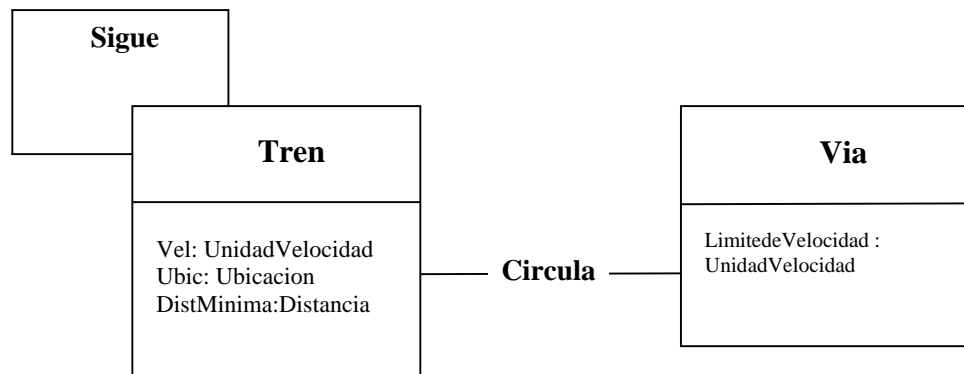 Sigue
Tren
Via
Vel: UnidadVelocidad
Ubic: Ubicacion
DistMinima:Distancia
Circula
LimitedeVelocidad :
UnidadVelocidad